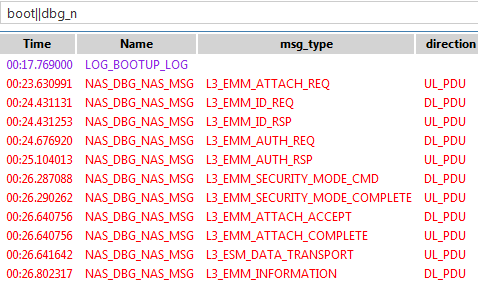 boot||dbg_n
Time Name msg_type direction
00:17.769000 LOG_BOOTUP_LOG
00:23.630991 NAS_DBG_NAS_MSG L3_EMM_ATTACH_REQ UL_PDU
00:24.431131 NAS_DBG_NAS_MSG L3_EMM_ID_REQ DL_PDU
00:24.431253 NAS_DBG_NAS_MSG L3_EMM_ID_RSP UL_PDU
00:24.676920 NAS_DBG_NAS_MSG L3_EMM_AUTH_REQ DL_PDU
00:25.104013 NAS_DBG_NAS_MSG L3_EMM_AUTH_RSP UL_PDU
00:26.287088 NAS_DBG_NAS_MSG L3_EMM_SECURITY_MODE_CMD DL_PDU
00:26.290262 NAS_DBG_NAS_MSG L3_EMM_SECURITY_MODE_COMPLETE UL_PDU
00:26.640756 NAS_DBG_NAS_MSG L3_EMM_ATTACH_ACCEPT DL_PDU
00:26.640756 NAS_DBG_NAS_MSG L3_EMM_ATTACH_COMPLETE UL_PDU
00:26.641642 NAS_DBG_NAS_MSG L3_ESM_DATA_TRANSPORT UL_PDU
00:26.802317 NAS_DBG_NAS_MSG L3_EMM_INFORMATION DL_PDU